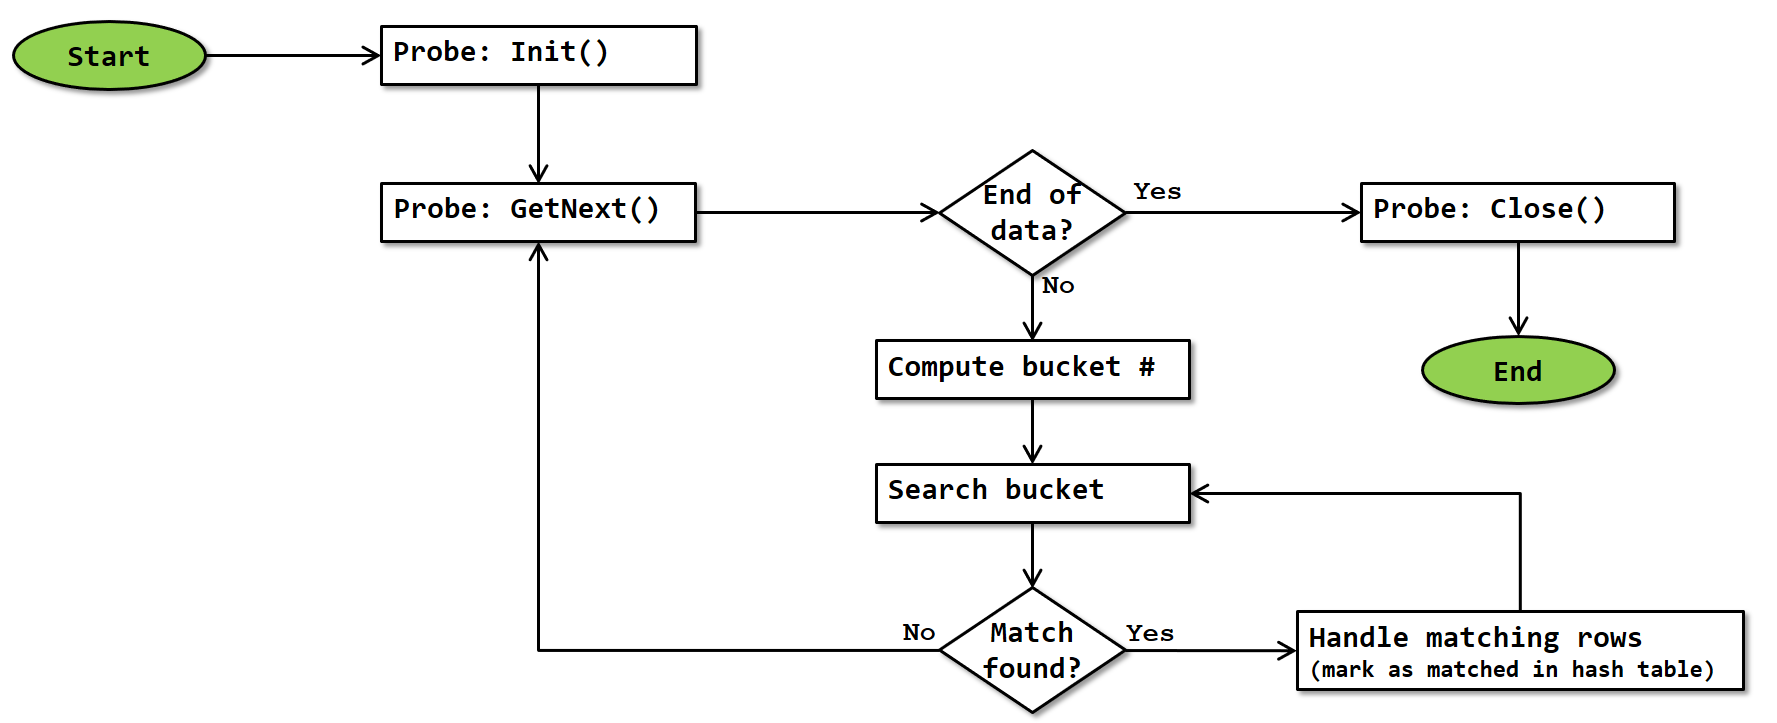 Start
Probe: Init()
Probe: GetNext()
End of
data?
Yes
Probe: Close()
No
Compute bucket #
End
Search bucket
No
Match
found?
Yes
Handle matching rows
(mark as matched in hash table)